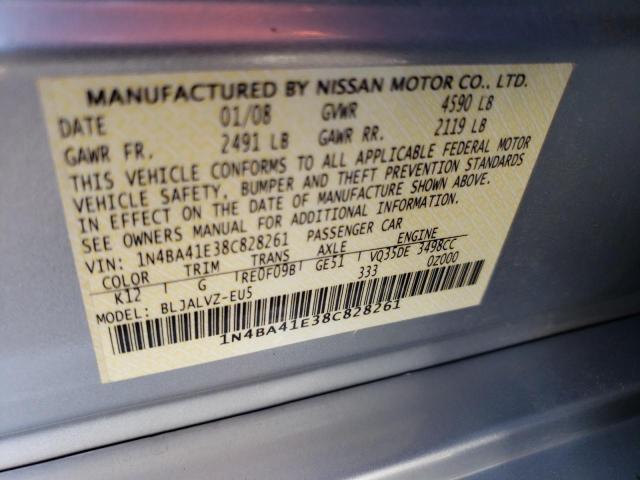 MANUFACTURED BY NISSAN MOTOR CO., LTD.
DATE 01/08 GVWR 4590 LB
GAWR FR. 2491 LB GAWR RR. 2119 LB
THIS VEHICLE CONFORMS TO ALL APPLICABLE FEDERAL MOTOR
VEHICLE SAFETY, BUMPER AND THEFT PREVENTION STANDARDS
IN EFFECT ON THE DATE OF MANUFACTURE SHOWN ABOVE.
SEE OWNERS MANUAL FOR ADDITIONAL INFORMATION.
VIN: 1N4BA41E38C828261 PASSENGER CAR
COLOR TRIM TRANS AXLE ENGINE
K12 G RE0F09B GE51 VQ35DE 3498CC
MODEL: BLJALVZ-EU5 333 0Z000
1N4BA41E38C828261